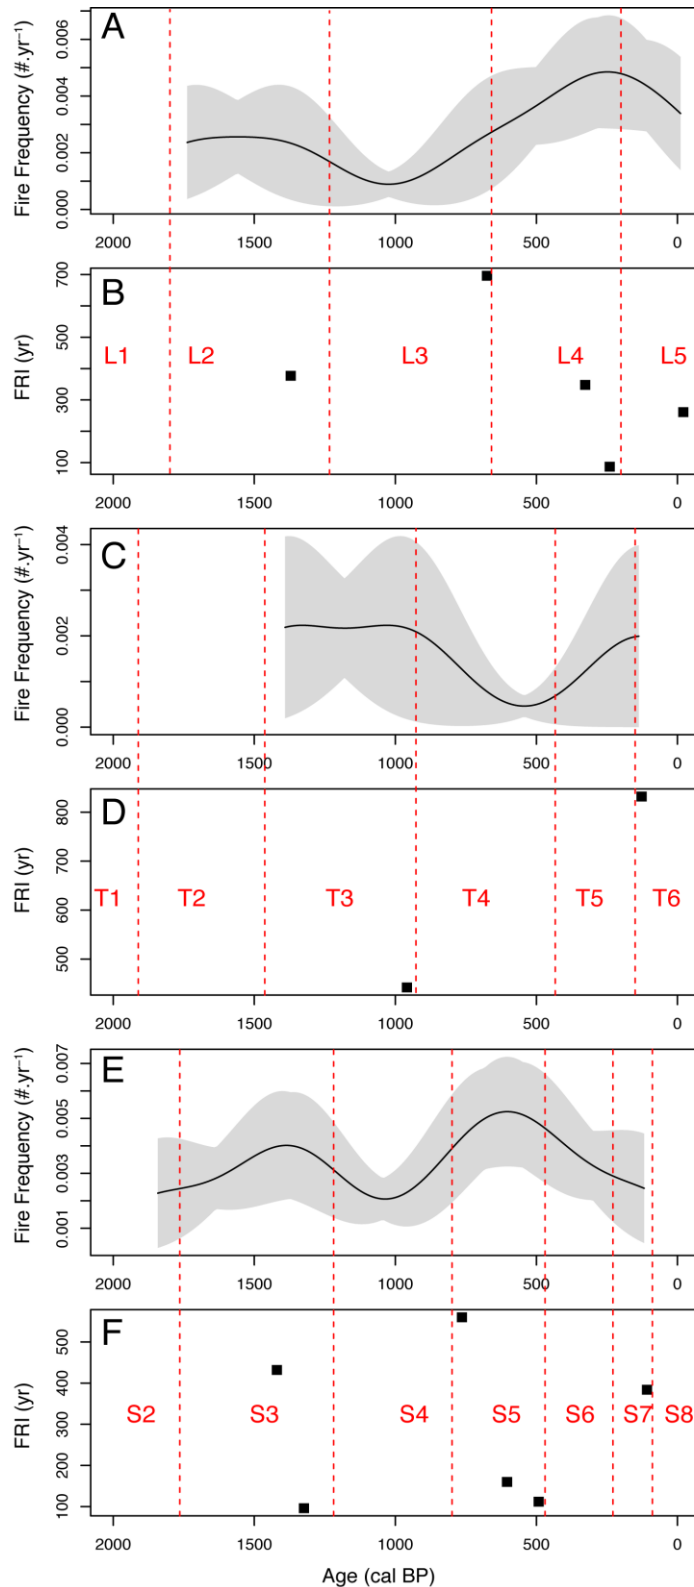 A
Fire Frequency (#.yr⁻¹)
0.000 0.002 0.004 0.006
2000 1500 1000 500 0
B
FRI (yr)
100 300 500 700
L1 L2 L3 L4 L5
2000 1500 1000 500 0
C
Fire Frequency (#.yr⁻¹)
0.000 0.002 0.004
2000 1500 1000 500 0
D
FRI (yr)
500 600 700 800
T1 T2 T3 T4 T5 T6
2000 1500 1000 500 0
E
Fire Frequency (#.yr⁻¹)
0.001 0.003 0.005 0.007
2000 1500 1000 500 0
F
FRI (yr)
100 200 300 400 500
S2 S3 S4 S5 S6 S7 S8
2000 1500 1000 500 0
Age (cal BP)